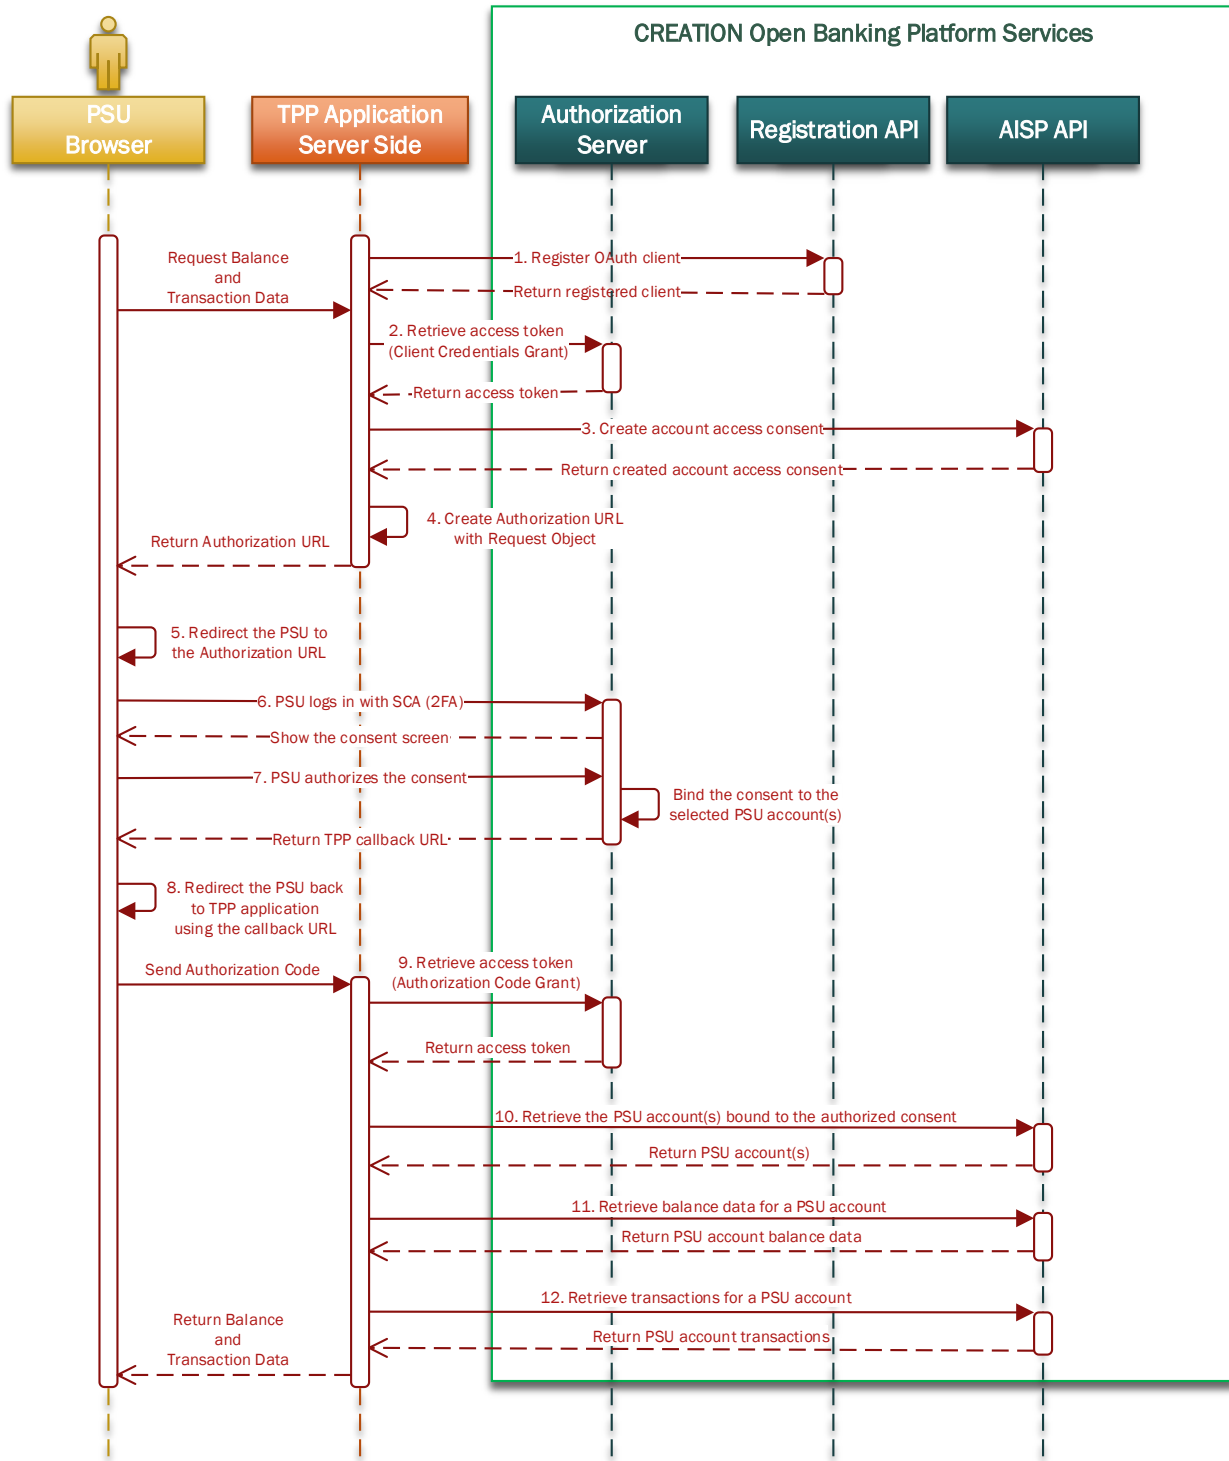 CREATION Open Banking Platform Services
PSU
Browser
TPP Application
Server Side
Authorization
Server
Registration API
AISP API
Request Balance
and
Transaction Data
1. Register OAuth client
Return registered client
2. Retrieve access token
(Client Credentials Grant)
Return access token
3. Create account access consent
Return created account access consent
4. Create Authorization URL
with Request Object
Return Authorization URL
5. Redirect the PSU to
the Authorization URL
6. PSU logs in with SCA (2FA)
Show the consent screen
7. PSU authorizes the consent
Bind the consent to the
selected PSU account(s)
Return TPP callback URL
8. Redirect the PSU back
to TPP application
using the callback URL
Send Authorization Code
9. Retrieve access token
(Authorization Code Grant)
Return access token
10. Retrieve the PSU account(s) bound to the authorized consent
Return PSU account(s)
11. Retrieve balance data for a PSU account
Return PSU account balance data
12. Retrieve transactions for a PSU account
Return PSU account transactions
Return Balance
and
Transaction Data